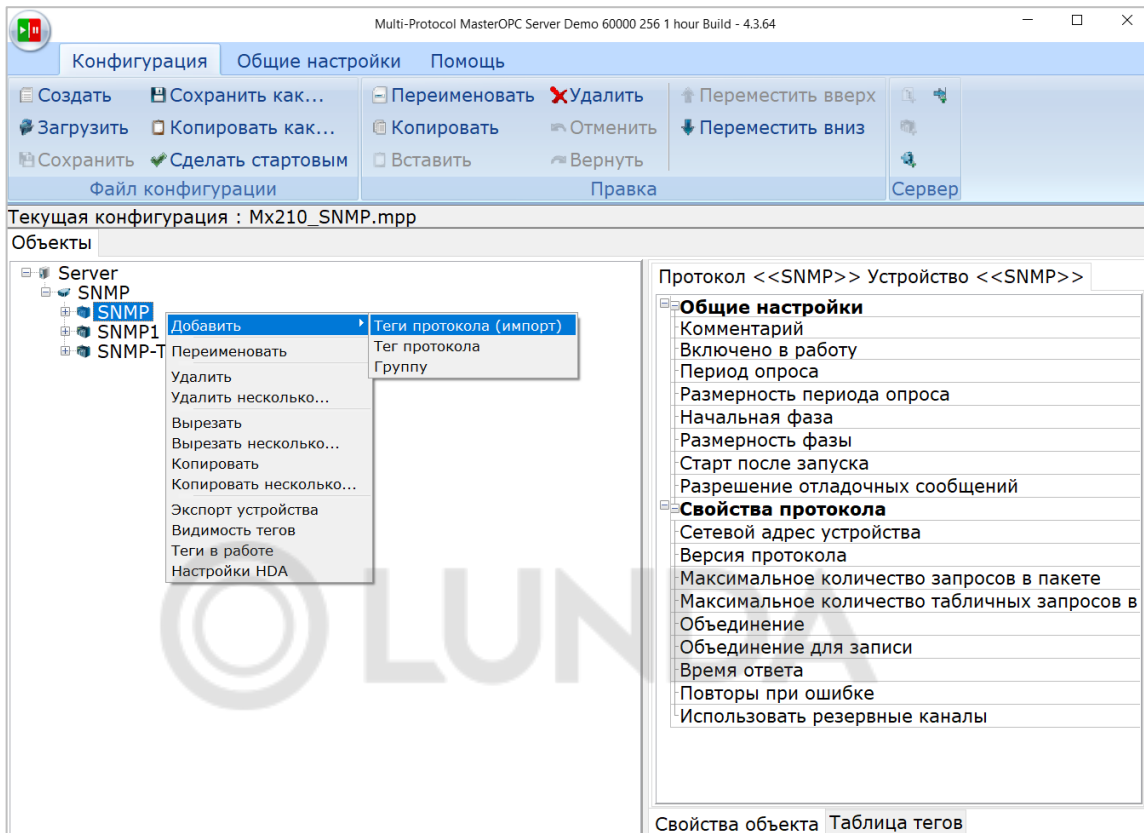 Multi-Protocol MasterOPC Server Demo 60000 256 1 hour Build - 4.3.64
Конфигурация Общие настройки Помощь
Создать Сохранить как... Переименовать Удалить Переместить вверх
Загрузить Копировать как... Копировать Отменить Переместить вниз
Сохранить Сделать стартовым Вставить Вернуть
Файл конфигурации Правка Сервер
Текущая конфигурация : Mx210_SNMP.mpp
Объекты
Server
SNMP
SNMP
SNMP1
SNMP-T
Добавить
Переименовать
Удалить
Удалить несколько...
Вырезать
Вырезать несколько...
Копировать
Копировать несколько...
Экспорт устройства
Видимость тегов
Теги в работе
Настройки HDA
Теги протокола (импорт)
Тег протокола
Группу
Протокол <<SNMP>> Устройство <<SNMP>>
Общие настройки
Комментарий
Включено в работу
Период опроса
Размерность периода опроса
Начальная фаза
Размерность фазы
Старт после запуска
Разрешение отладочных сообщений
Свойства протокола
Сетевой адрес устройства
Версия протокола
Максимальное количество запросов в пакете
Максимальное количество табличных запросов в
Объединение
Объединение для записи
Время ответа
Повторы при ошибке
Использовать резервные каналы
Свойства объекта Таблица тегов
LUNDA